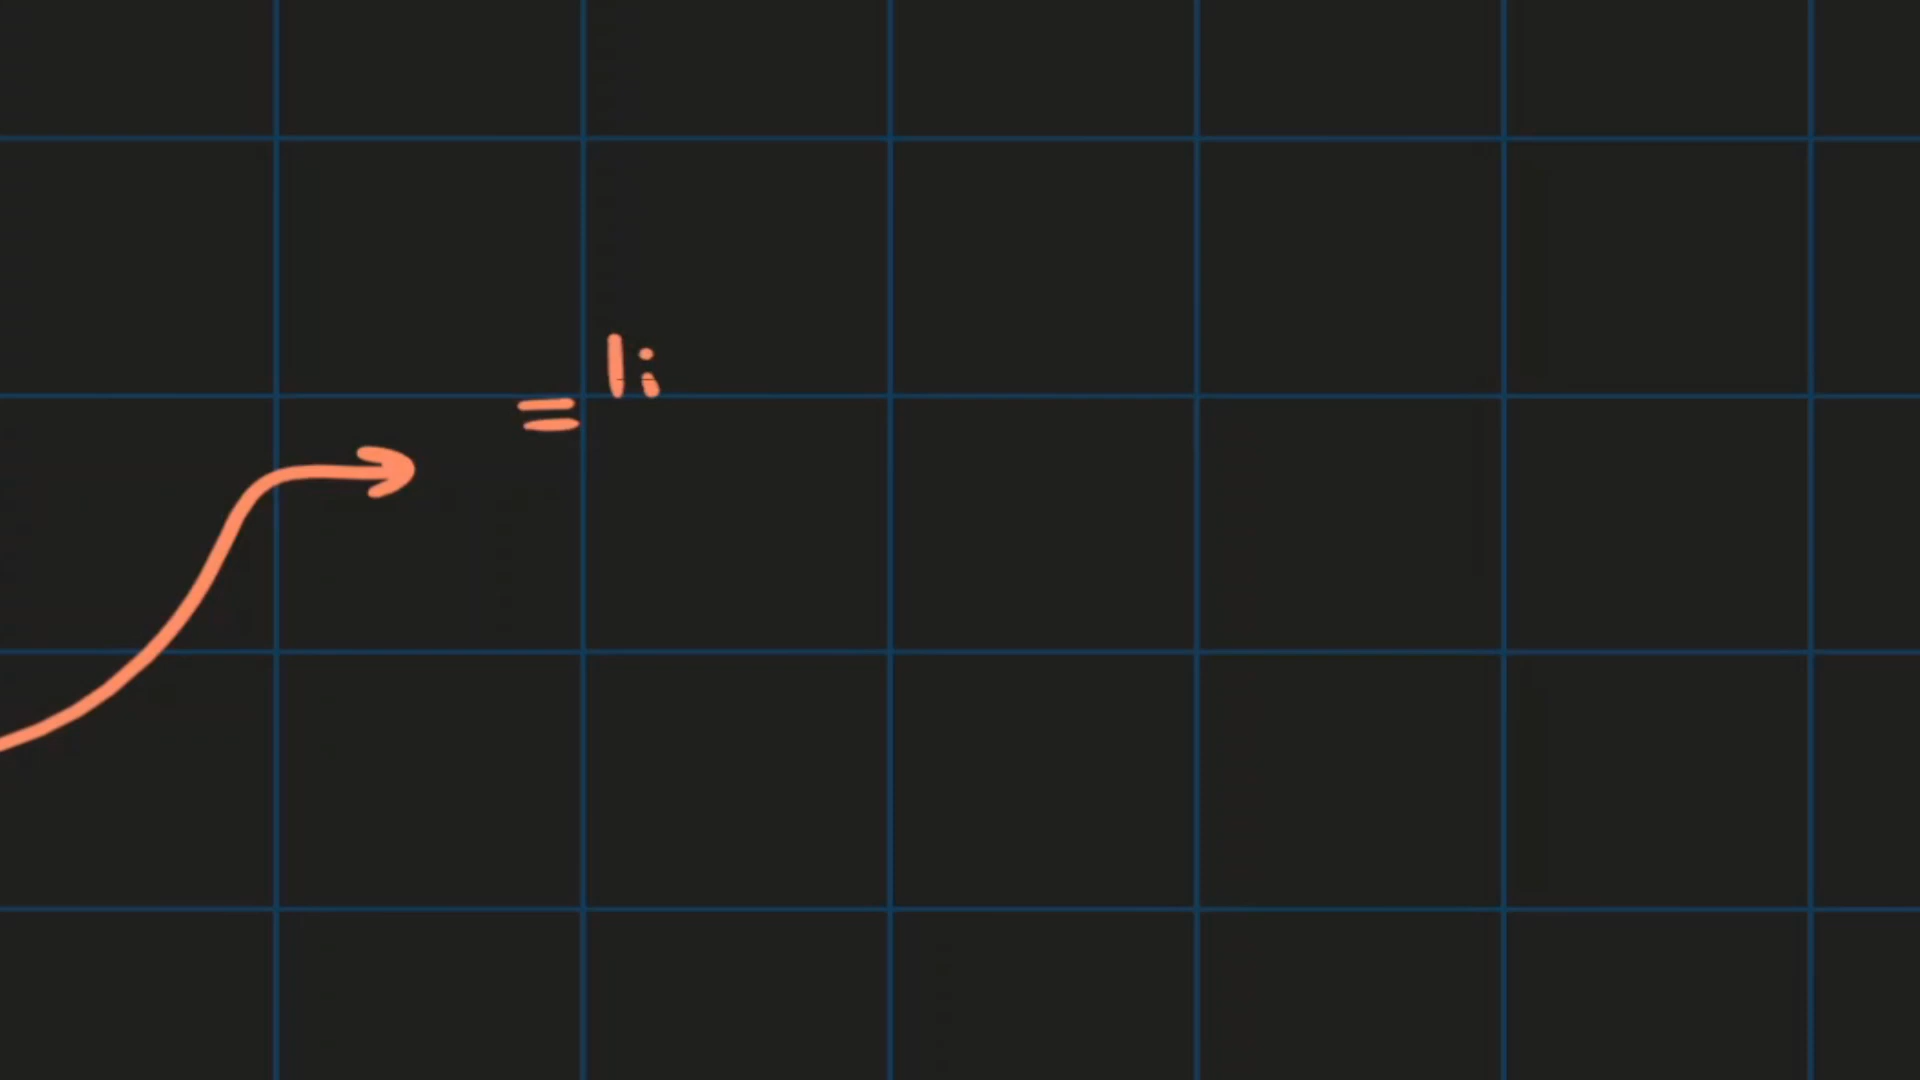 = li